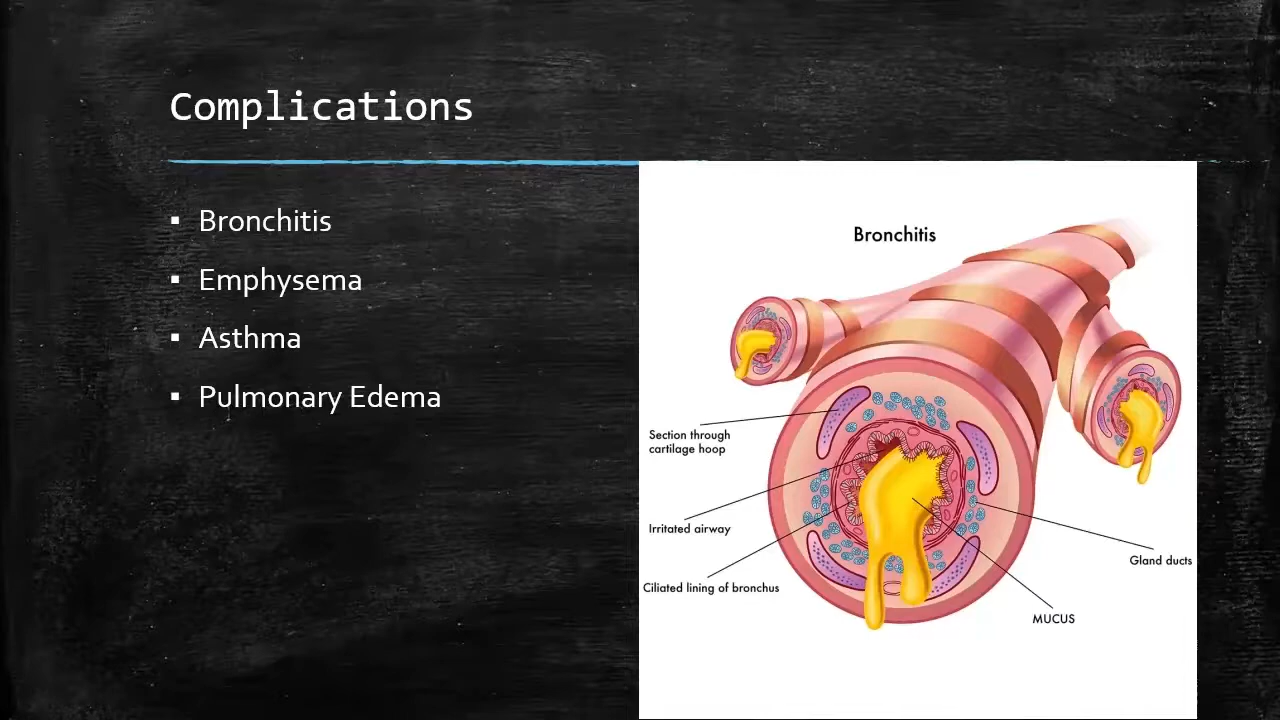 Complications
▪ Bronchitis
▪ Emphysema
▪ Asthma
▪ Pulmonary Edema
Bronchitis
Section through
cartilage hoop
Irritated airway
Ciliated lining of bronchus
Gland ducts
MUCUS